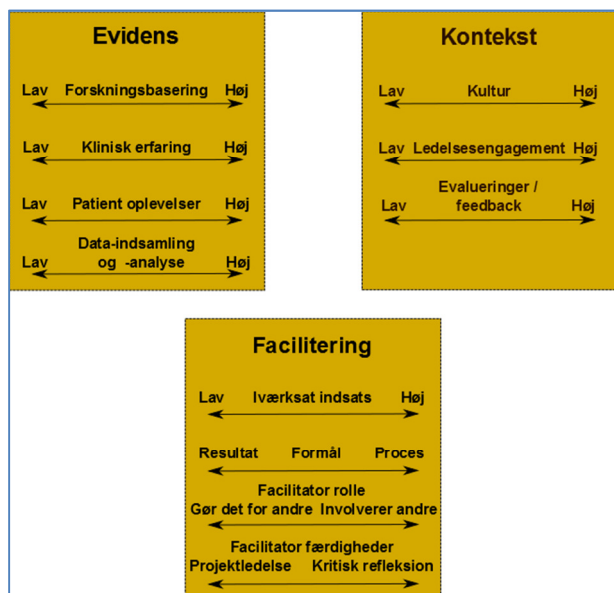 Evidens
Lav Forskningsbasering Høj
Lav Klinisk erfaring Høj
Lav Patient oplevelser Høj
Data-indsamling
Lav og -analyse Høj
Kontekst
Lav Kultur Høj
Lav Ledelsesengagement Høj
Evalueringer /
Lav feedback Høj
Facilitering
Lav Iværksat indsats Høj
Resultat Formål Proces
Facilitator rolle
Gør det for andre Involverer andre
Facilitator færdigheder
Projektledelse Kritisk refleksion